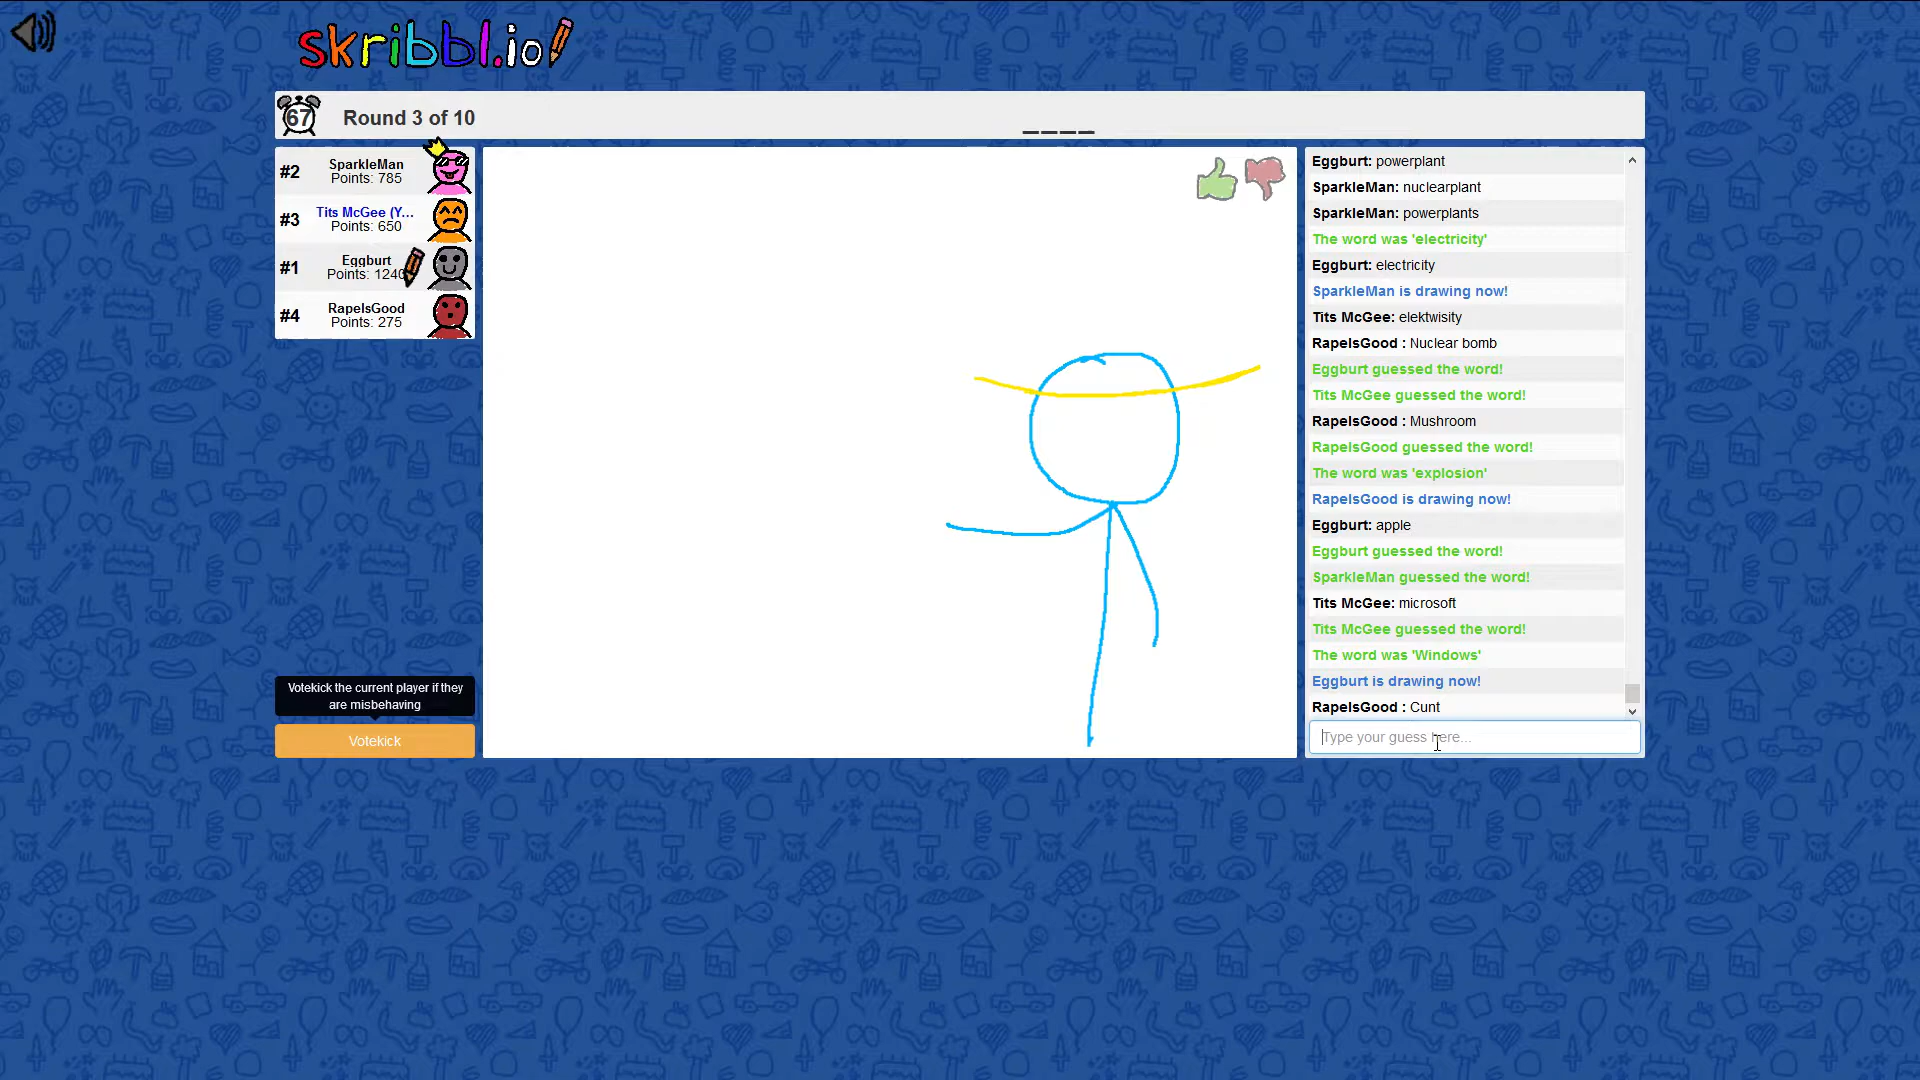 skribbl.io
67
Round 3 of 10
____
#2
SparkleMan
Points: 785
#3
Tits McGee (Y...
Points: 650
#1
Eggburt
Points: 1240
#4
RapeIsGood
Points: 275
Votekick the current player if they
are misbehaving
Votekick
Eggburt: powerplant
SparkleMan: nuclearplant
SparkleMan: powerplants
The word was 'electricity'
Eggburt: electricity
SparkleMan is drawing now!
Tits McGee: elektwisity
RapeIsGood : Nuclear bomb
Eggburt guessed the word!
Tits McGee guessed the word!
RapeIsGood : Mushroom
RapeIsGood guessed the word!
The word was 'explosion'
RapeIsGood is drawing now!
Eggburt: apple
Eggburt guessed the word!
SparkleMan guessed the word!
Tits McGee: microsoft
Tits McGee guessed the word!
The word was 'Windows'
Eggburt is drawing now!
RapeIsGood : Cunt
Type your guess here...